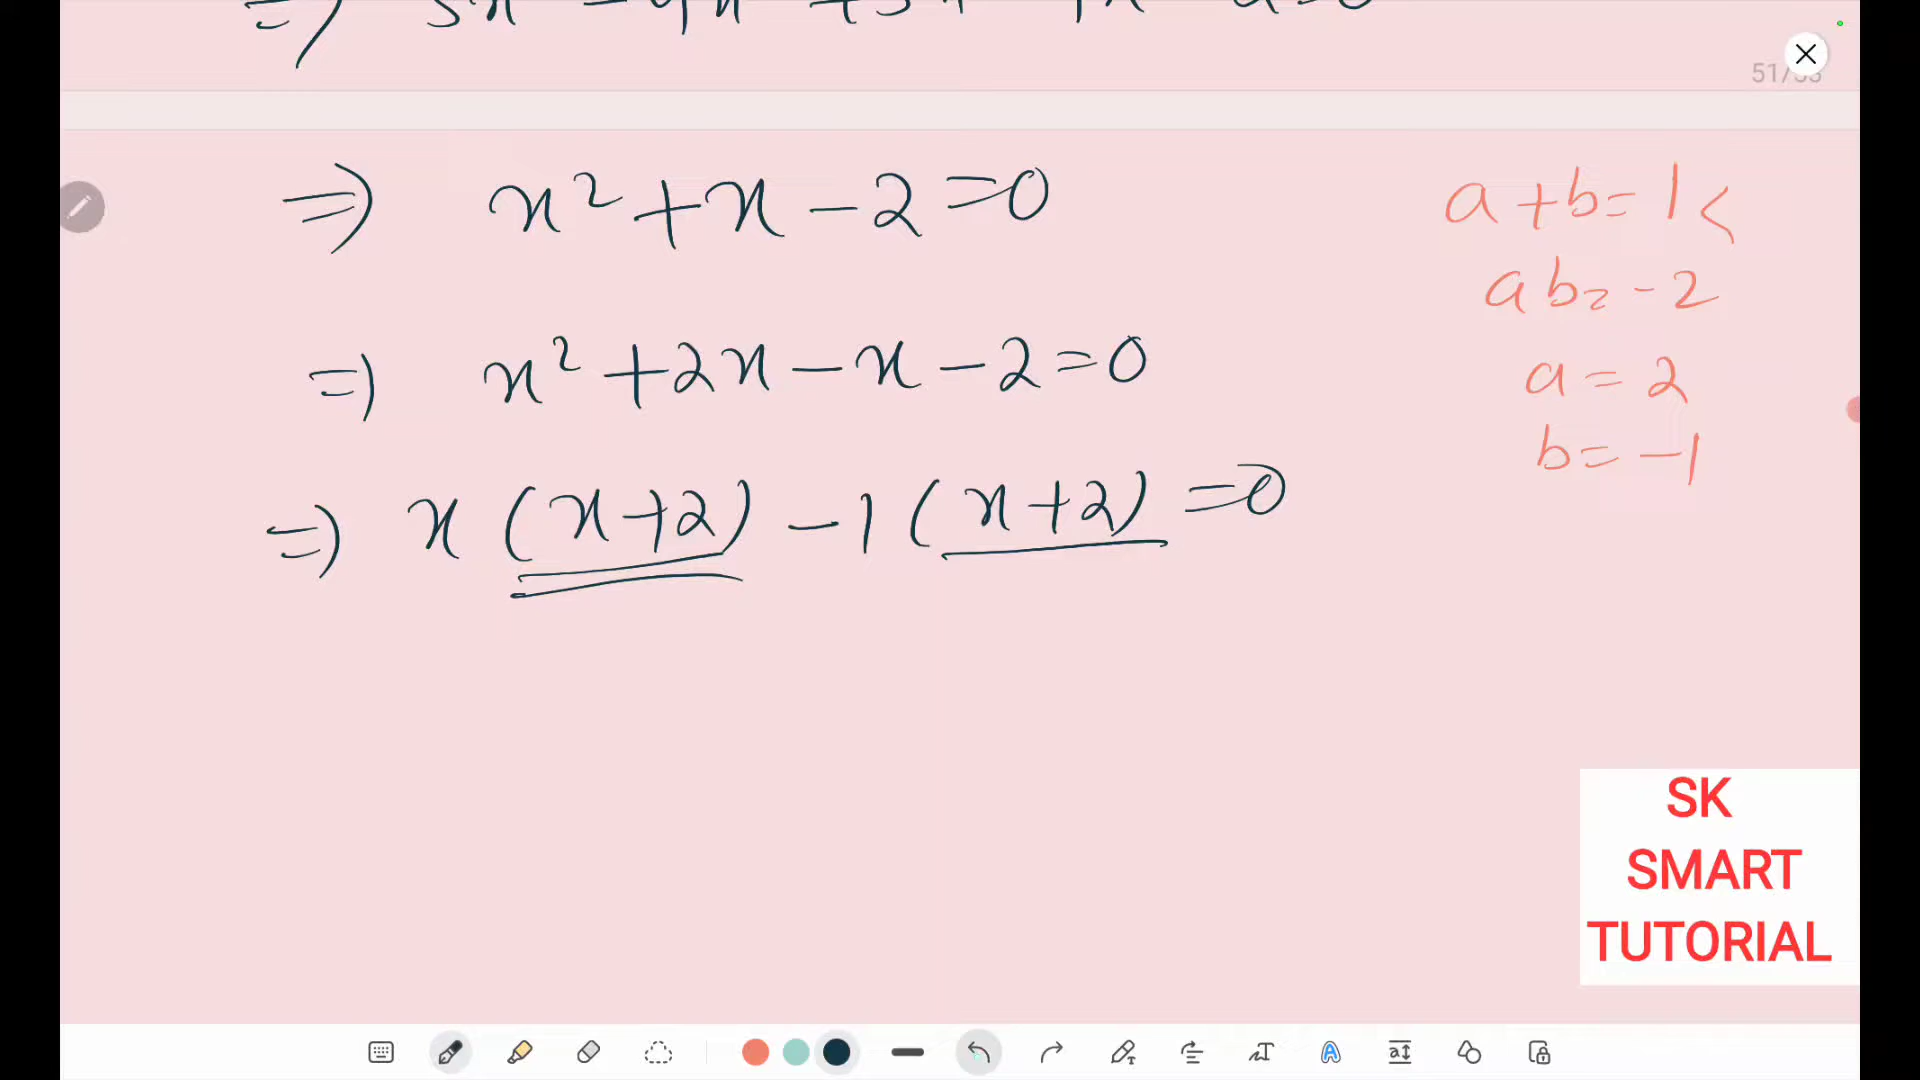 ⇒ x² + x - 2 = 0
a + b = 1 <
ab = -2
⇒ x² + 2x - x - 2 = 0
a = 2
b = -1
⇒ x (x+2) - 1 (x+2) = 0
SK
SMART
TUTORIAL